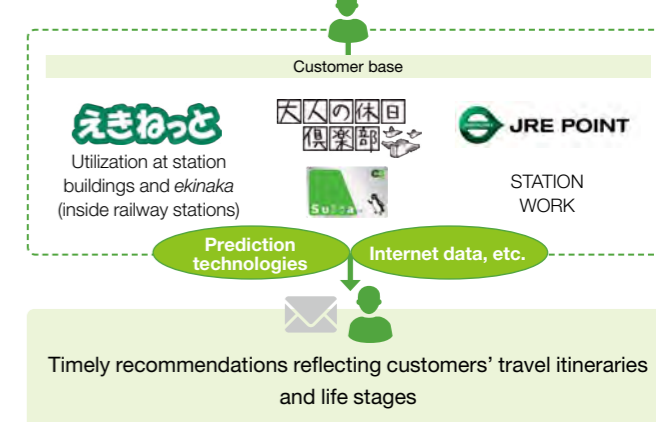 Customer base
えきねっと
Utilization at station
buildings and ekinaka
(inside railway stations)
大人の休日
倶楽部
Suica
JRE POINT
STATION
WORK
Prediction
technologies
Internet data, etc.
Timely recommendations reflecting customers’ travel itineraries
and life stages